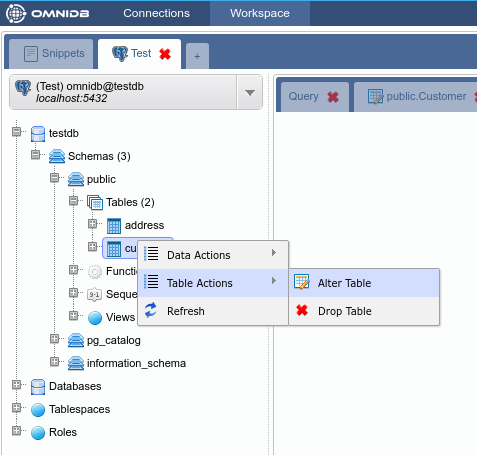 OMNIDB Connections Workspace
Snippets Test +
(Test) omnidb@testdb
localhost:5432
Query public.Customer
testdb
Schemas (3)
public
Tables (2)
address
cu
Data Actions
Functi
Table Actions Alter Table
Seque
Refresh Drop Table
Views
pg_catalog
information_schema
Databases
Tablespaces
Roles